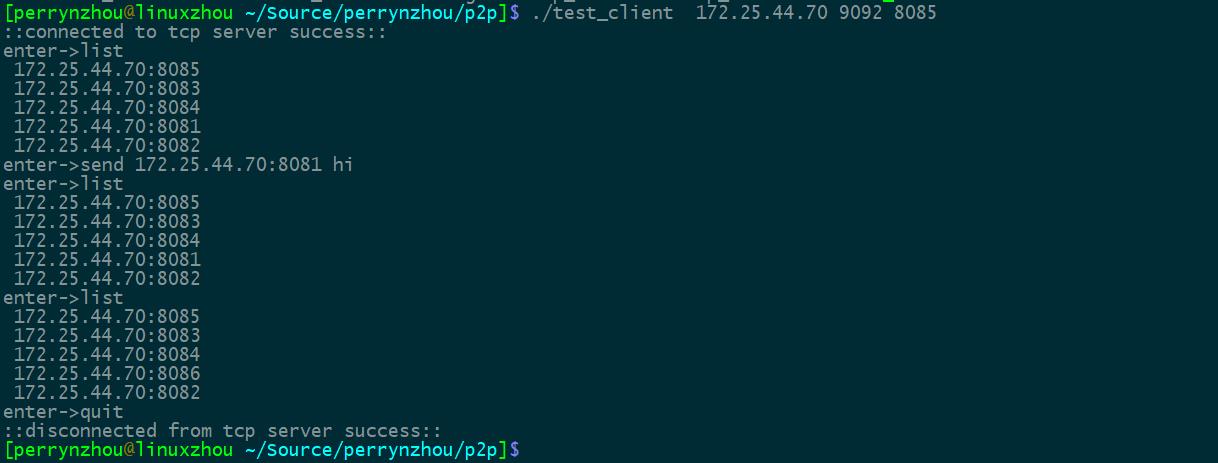 [perrynzhou@linuxzhou ~/Source/perrynzhou/p2p]$ ./test_client  172.25.44.70 9092 8085
::connected to tcp server success::
enter->list
 172.25.44.70:8085
 172.25.44.70:8083
 172.25.44.70:8084
 172.25.44.70:8081
 172.25.44.70:8082
enter->send 172.25.44.70:8081 hi
enter->list
 172.25.44.70:8085
 172.25.44.70:8083
 172.25.44.70:8084
 172.25.44.70:8081
 172.25.44.70:8082
enter->list
 172.25.44.70:8085
 172.25.44.70:8083
 172.25.44.70:8084
 172.25.44.70:8086
 172.25.44.70:8082
enter->quit
::disconnected from tcp server success::
[perrynzhou@linuxzhou ~/Source/perrynzhou/p2p]$